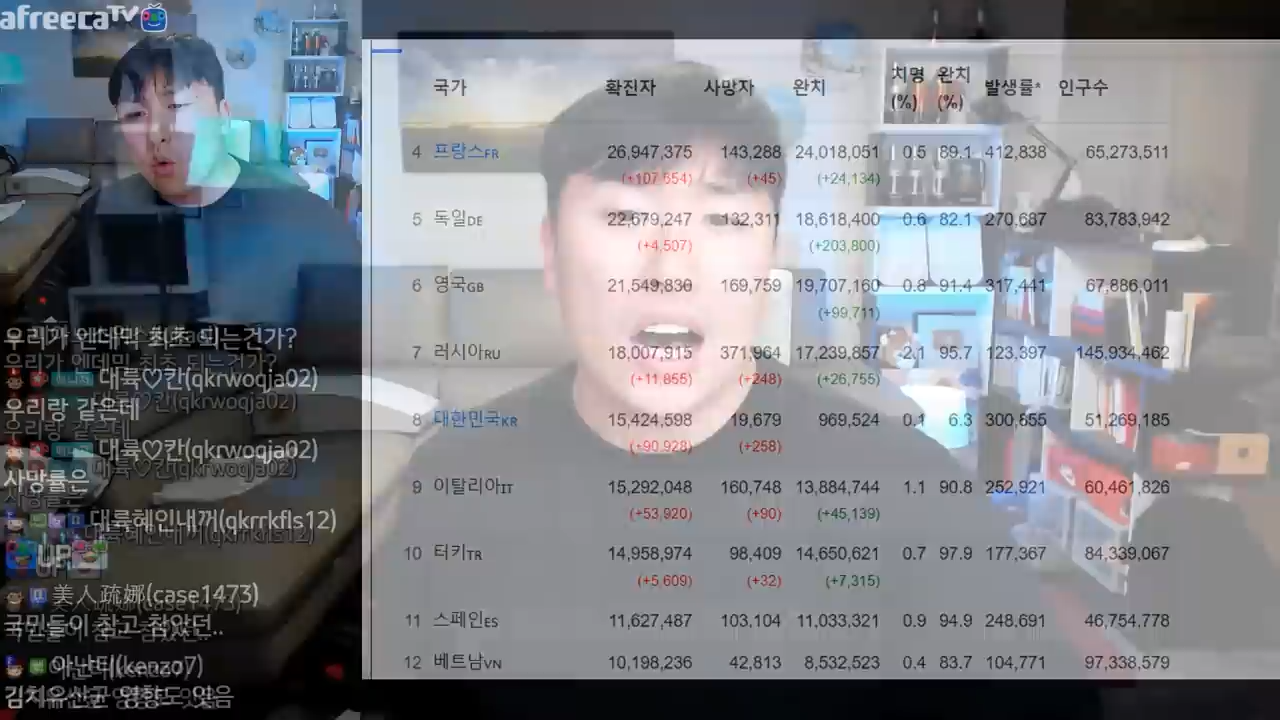 afreecaTV
국가 확진자 사망자 완치 치명(%) 완치(%) 발생률* 인구수
4 프랑스FR 26,947,375 143,288 24,018,051 0.5 89.1 412,838 65,273,511
(+107,654) (+45) (+24,134)
5 독일DE 22,679,247 132,311 18,618,400 0.6 82.1 270,687 83,783,942
(+4,507) (+203,800)
6 영국GB 21,549,830 169,759 19,707,160 0.8 91.4 317,441 67,886,011
(+99,711)
7 러시아RU 18,007,915 371,964 17,239,857 2.1 95.7 123,397 145,934,462
(+11,855) (+248) (+26,755)
8 대한민국KR 15,424,598 19,679 969,524 0.1 6.3 300,855 51,269,185
(+90,928) (+258)
9 이탈리아IT 15,292,048 160,748 13,884,744 1.1 90.8 252,921 60,461,826
(+53,920) (+90) (+45,139)
10 터키TR 14,958,974 98,409 14,650,621 0.7 97.9 177,367 84,339,067
(+5,609) (+32) (+7,315)
11 스페인ES 11,627,487 103,104 11,033,321 0.9 94.9 248,691 46,754,778
12 베트남VN 10,198,236 42,813 8,532,523 0.4 83.7 104,771 97,338,579
우리가 엔데믹 최초 되는건가?
대륙♡칸(qkrwoqja02)
우리랑 같은데
대륙♡칸(qkrwoqja02)
사망률은
대륙혜인내꺼(qkrrkfls12)
UP
美人疏娜(case1473)
국민들이 참고 참았던..
아난티(kenzo7)
김치유산균 영향도 잇음